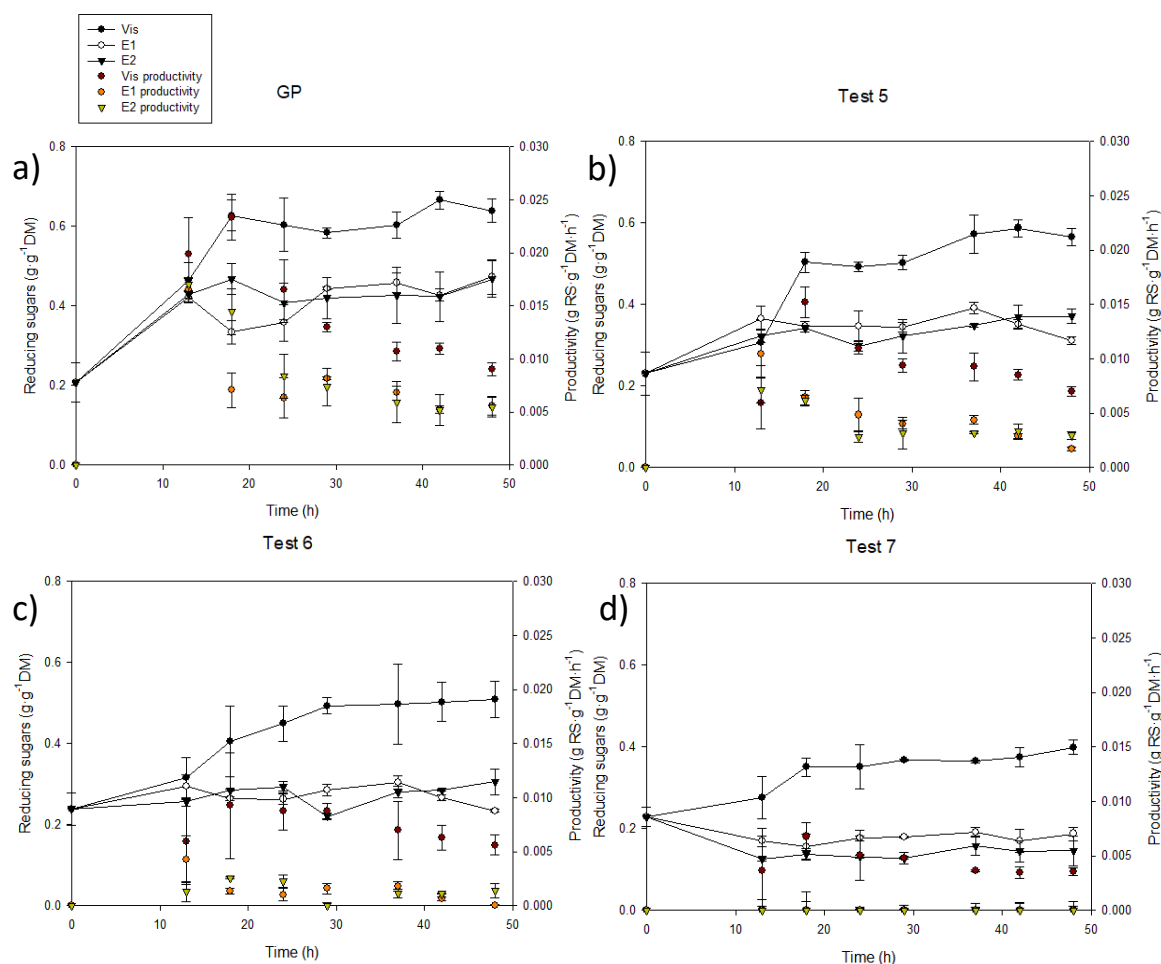 Vis
E1
E2
Vis productivity
E1 productivity
E2 productivity
GP
a)
0.8
0.6
0.4
0.2
0.0
Reducing sugars (g·g⁻¹DM)
0.030
0.025
0.020
0.015
0.010
0.005
0.000
Productivity (g RS·g⁻¹DM·h⁻¹)
0 10 20 30 40 50
Time (h)
Test 5
b)
0.8
0.6
0.4
0.2
0.0
Reducing sugars (g·g⁻¹DM)
0.030
0.025
0.020
0.015
0.010
0.005
0.000
Productivity (g RS·g⁻¹DM·h⁻¹)
0 10 20 30 40 50
Time (h)
Test 6
c)
0.8
0.6
0.4
0.2
0.0
Reducing sugars (g·g⁻¹DM)
0.030
0.025
0.020
0.015
0.010
0.005
0.000
Productivity (g RS·g⁻¹DM·h⁻¹)
0 10 20 30 40 50
Time (h)
Test 7
d)
0.8
0.6
0.4
0.2
0.0
Reducing sugars (g·g⁻¹DM)
0.030
0.025
0.020
0.015
0.010
0.005
0.000
Productivity (g RS·g⁻¹DM·h⁻¹)
0 10 20 30 40 50
Time (h)